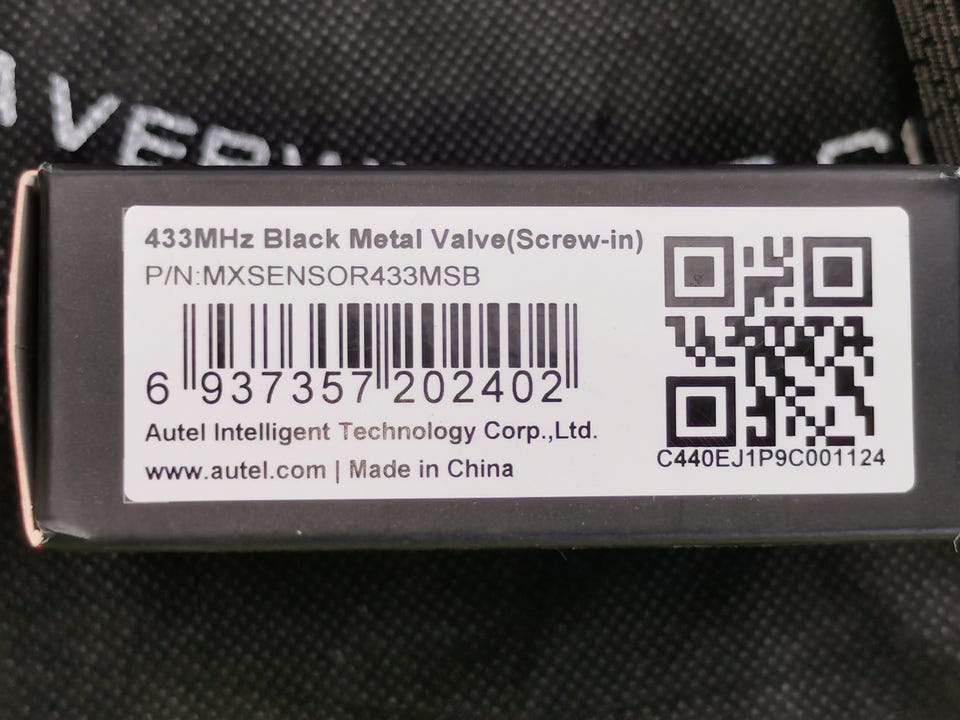 433MHz Black Metal Valve(Screw-in)
P/N:MXSENSOR433MSB
6 937357 202402
Autel Intelligent Technology Corp.,Ltd.
www.autel.com | Made in China
C440EJ1P9C001124